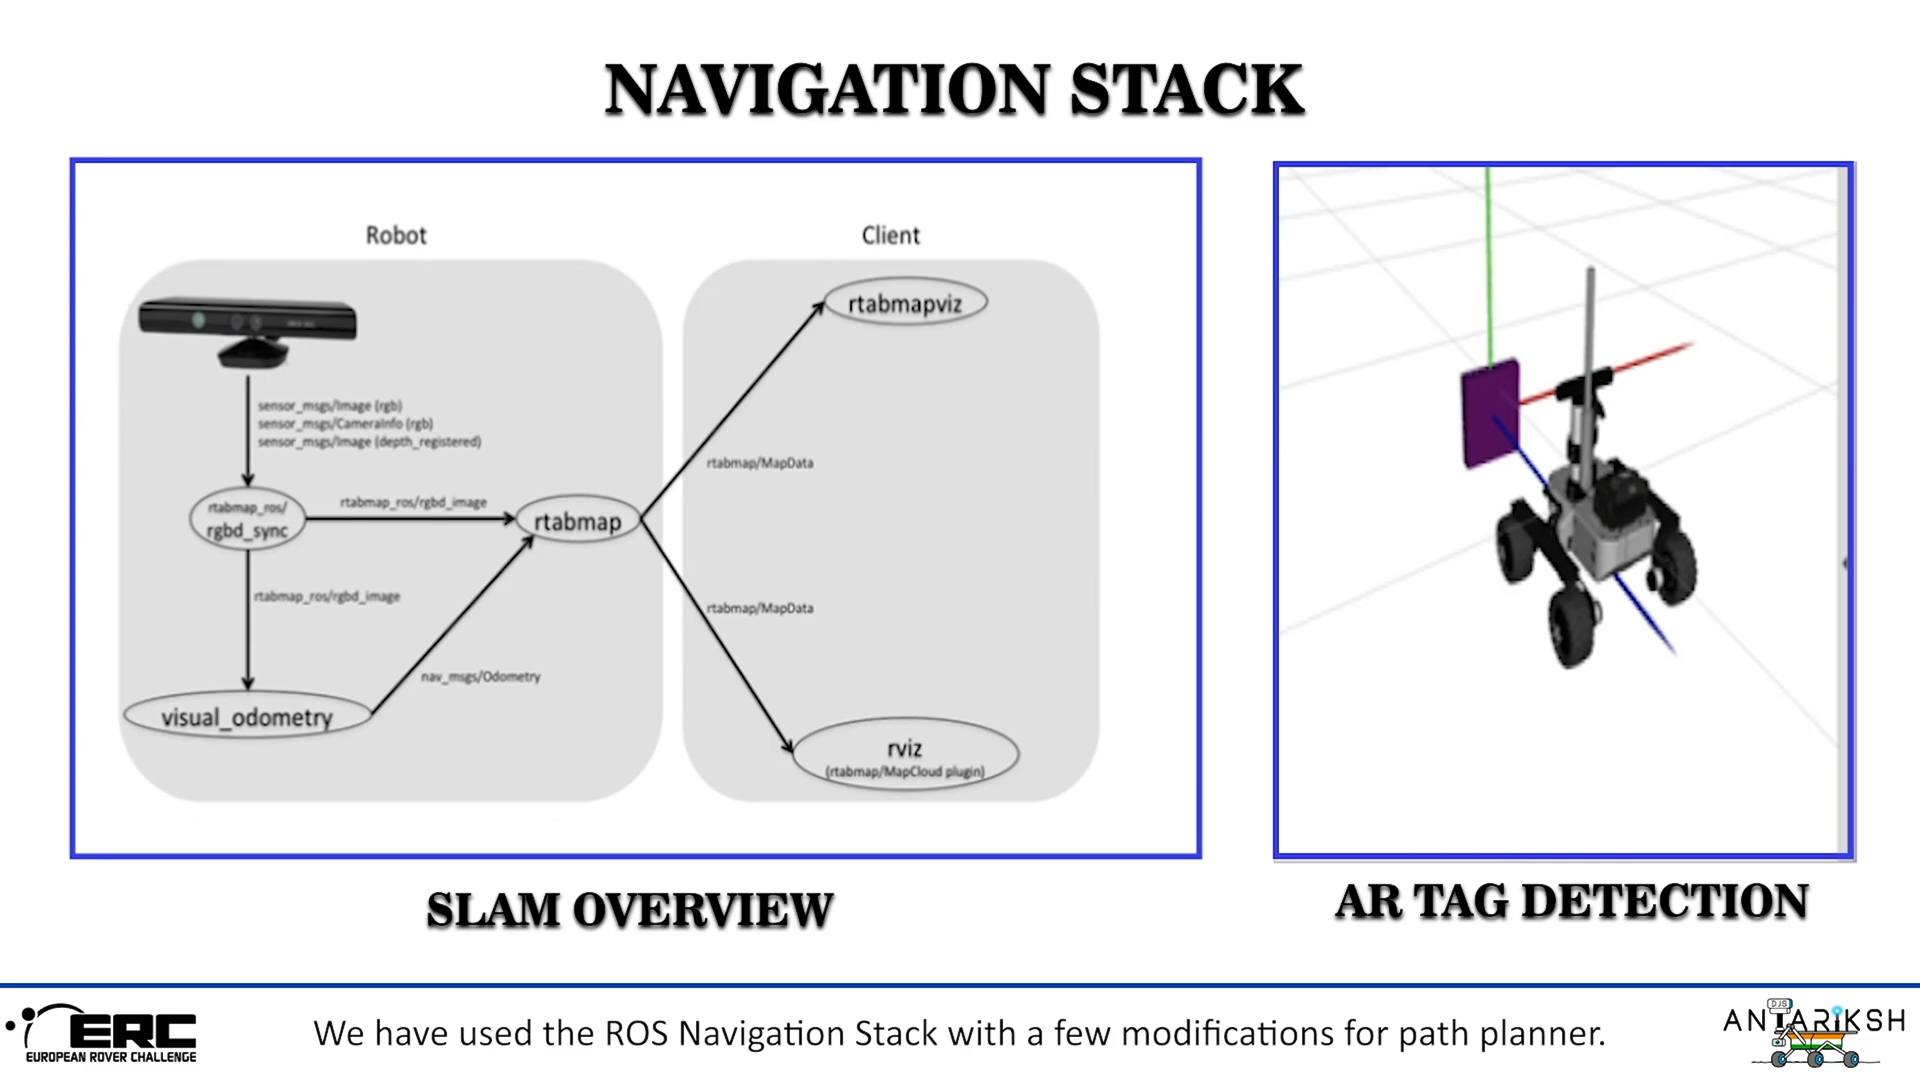 NAVIGATION STACK
Robot
Client
rtabmapviz
sensor_msgs/Image (rgb)
sensor_msgs/CameraInfo (rgb)
sensor_msgs/Image (depth_registered)
rtabmap/MapData
rtabmap_ros/
rgbd_sync
rtabmap_ros/rgbd_image
rtabmap
rtabmap_ros/rgbd_image
rtabmap/MapData
nav_msgs/Odometry
visual_odometry
rviz
(rtabmap/MapCloud plugin)
SLAM OVERVIEW
AR TAG DETECTION
ERC
EUROPEAN ROVER CHALLENGE
We have used the ROS Navigation Stack with a few modifications for path planner.
DJS
ANTARIKSH